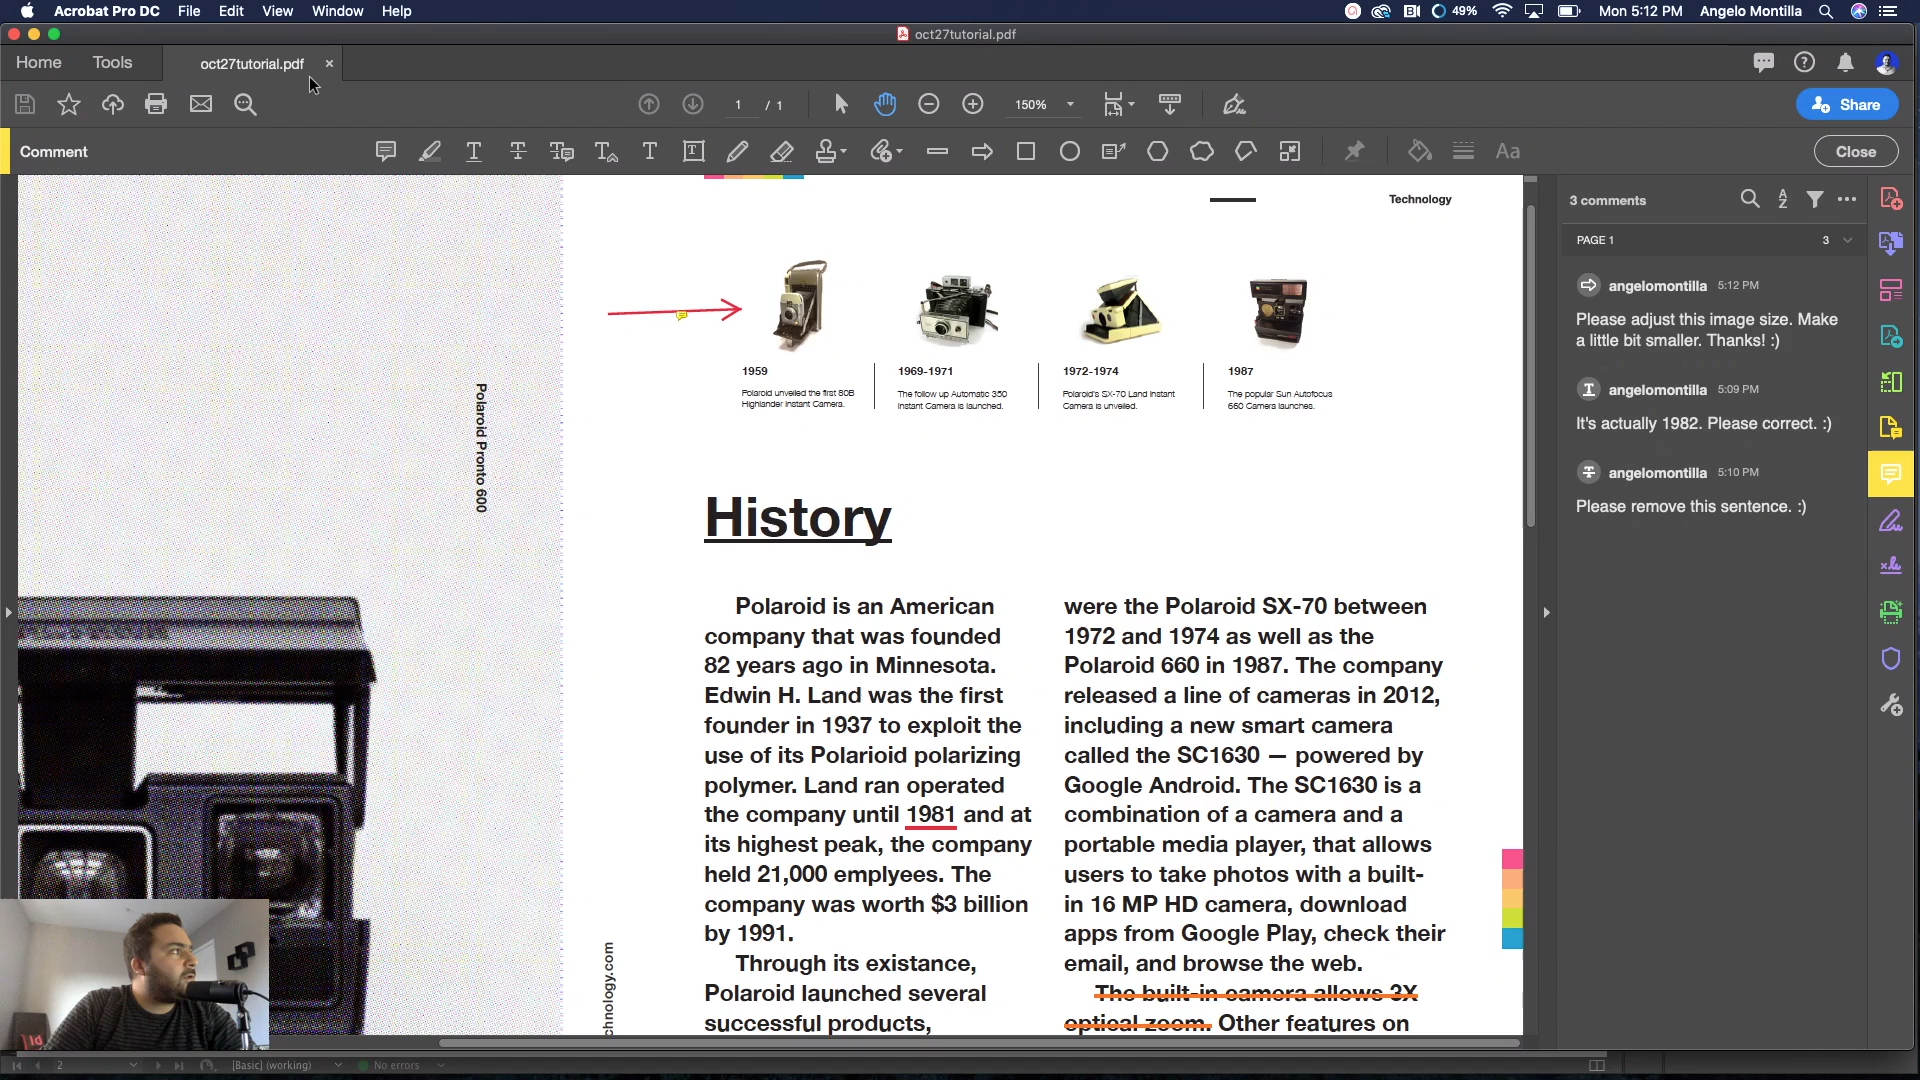 Acrobat Pro DC File Edit View Window Help
49% Mon 5:12 PM Angelo Montilla
oct27tutorial.pdf
Home Tools oct27tutorial.pdf
1 / 1 150% Share
Comment Close
Technology
1959
Polaroid unveiled the first 80B
Highlander Instant Camera.
1969-1971
The follow up Automatic 350
Instant Camera is launched.
1972-1974
Polaroid's SX-70 Land Instant
Camera is unveiled.
1987
The popular Sun Autofocus
660 Camera launches.
Polaroid Pronto 600
History
Polaroid is an American
company that was founded
82 years ago in Minnesota.
Edwin H. Land was the first
founder in 1937 to exploit the
use of its Polarioid polarizing
polymer. Land ran operated
the company until 1981 and at
its highest peak, the company
held 21,000 emplyees. The
company was worth $3 billion
by 1991.
Through its existance,
Polaroid launched several
successful products,
were the Polaroid SX-70 between
1972 and 1974 as well as the
Polaroid 660 in 1987. The company
released a line of cameras in 2012,
including a new smart camera
called the SC1630 — powered by
Google Android. The SC1630 is a
combination of a camera and a
portable media player, that allows
users to take photos with a built-
in 16 MP HD camera, download
apps from Google Play, check their
email, and browse the web.
The built-in camera allows 3X
optical zoom. Other features on
chnology.com
3 comments
PAGE 1 3
angelomontilla 5:12 PM
Please adjust this image size. Make
a little bit smaller. Thanks! :)
angelomontilla 5:09 PM
It's actually 1982. Please correct. :)
angelomontilla 5:10 PM
Please remove this sentence. :)
2 [Basic] (working) No errors